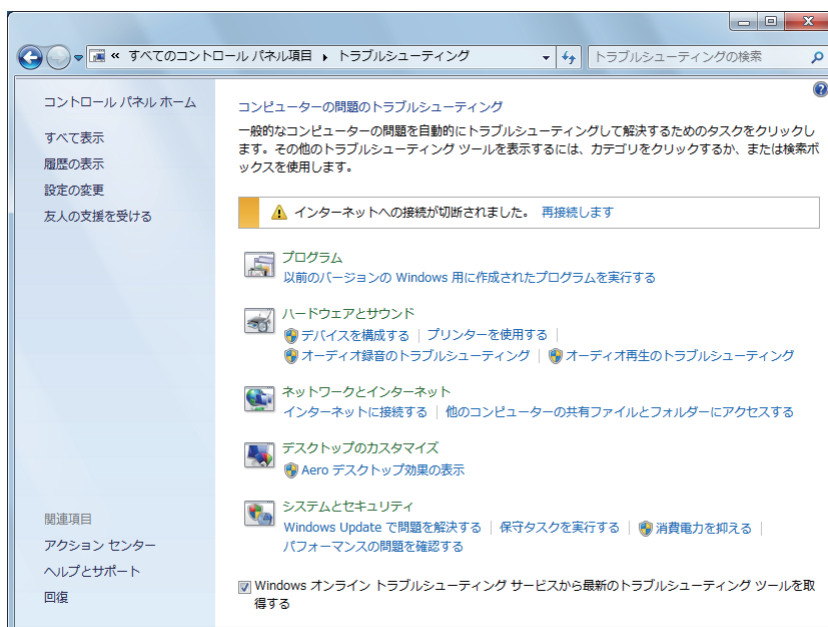 « すべてのコントロール パネル項目 ▸ トラブルシューティング
トラブルシューティングの検索
コントロール パネル ホーム
すべて表示
履歴の表示
設定の変更
友人の支援を受ける
コンピューターの問題のトラブルシューティング
一般的なコンピューターの問題を自動的にトラブルシューティングして解決するためのタスクをクリックし
ます。その他のトラブルシューティング ツールを表示するには、カテゴリをクリックするか、または検索ボ
ックスを使用します。
インターネットへの接続が切断されました。 再接続します
プログラム
以前のバージョンの Windows 用に作成されたプログラムを実行する
ハードウェアとサウンド
デバイスを構成する | プリンターを使用する |
オーディオ録音のトラブルシューティング | オーディオ再生のトラブルシューティング
ネットワークとインターネット
インターネットに接続する | 他のコンピューターの共有ファイルとフォルダーにアクセスする
デスクトップのカスタマイズ
Aero デスクトップ効果の表示
システムとセキュリティ
Windows Update で問題を解決する | 保守タスクを実行する | 消費電力を抑える |
パフォーマンスの問題を確認する
Windows オンライン トラブルシューティング サービスから最新のトラブルシューティング ツールを取
得する
関連項目
アクション センター
ヘルプとサポート
回復